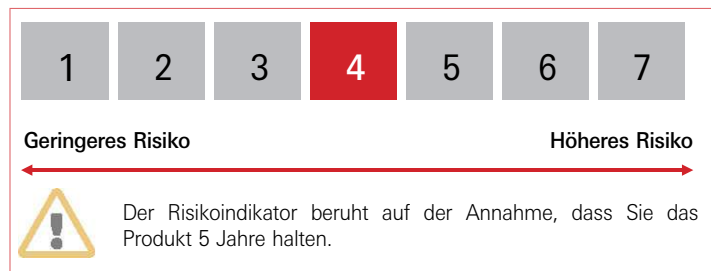 1 2 3 4 5 6 7
Geringeres Risiko Höheres Risiko
Der Risikoindikator beruht auf der Annahme, dass Sie das
Produkt 5 Jahre halten.